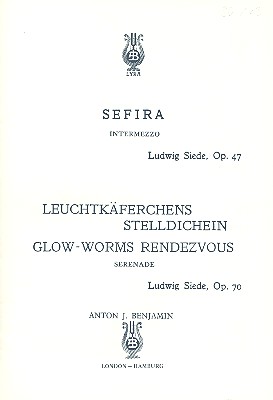 LYRA
SEFIRA
INTERMEZZO
Ludwig Siede, Op. 47
LEUCHTKÄFERCHENS
STELLDICHEIN
GLOW-WORMS RENDEZVOUS
SERENADE
Ludwig Siede, Op. 70
ANTON J. BENJAMIN
LONDON – HAMBURG